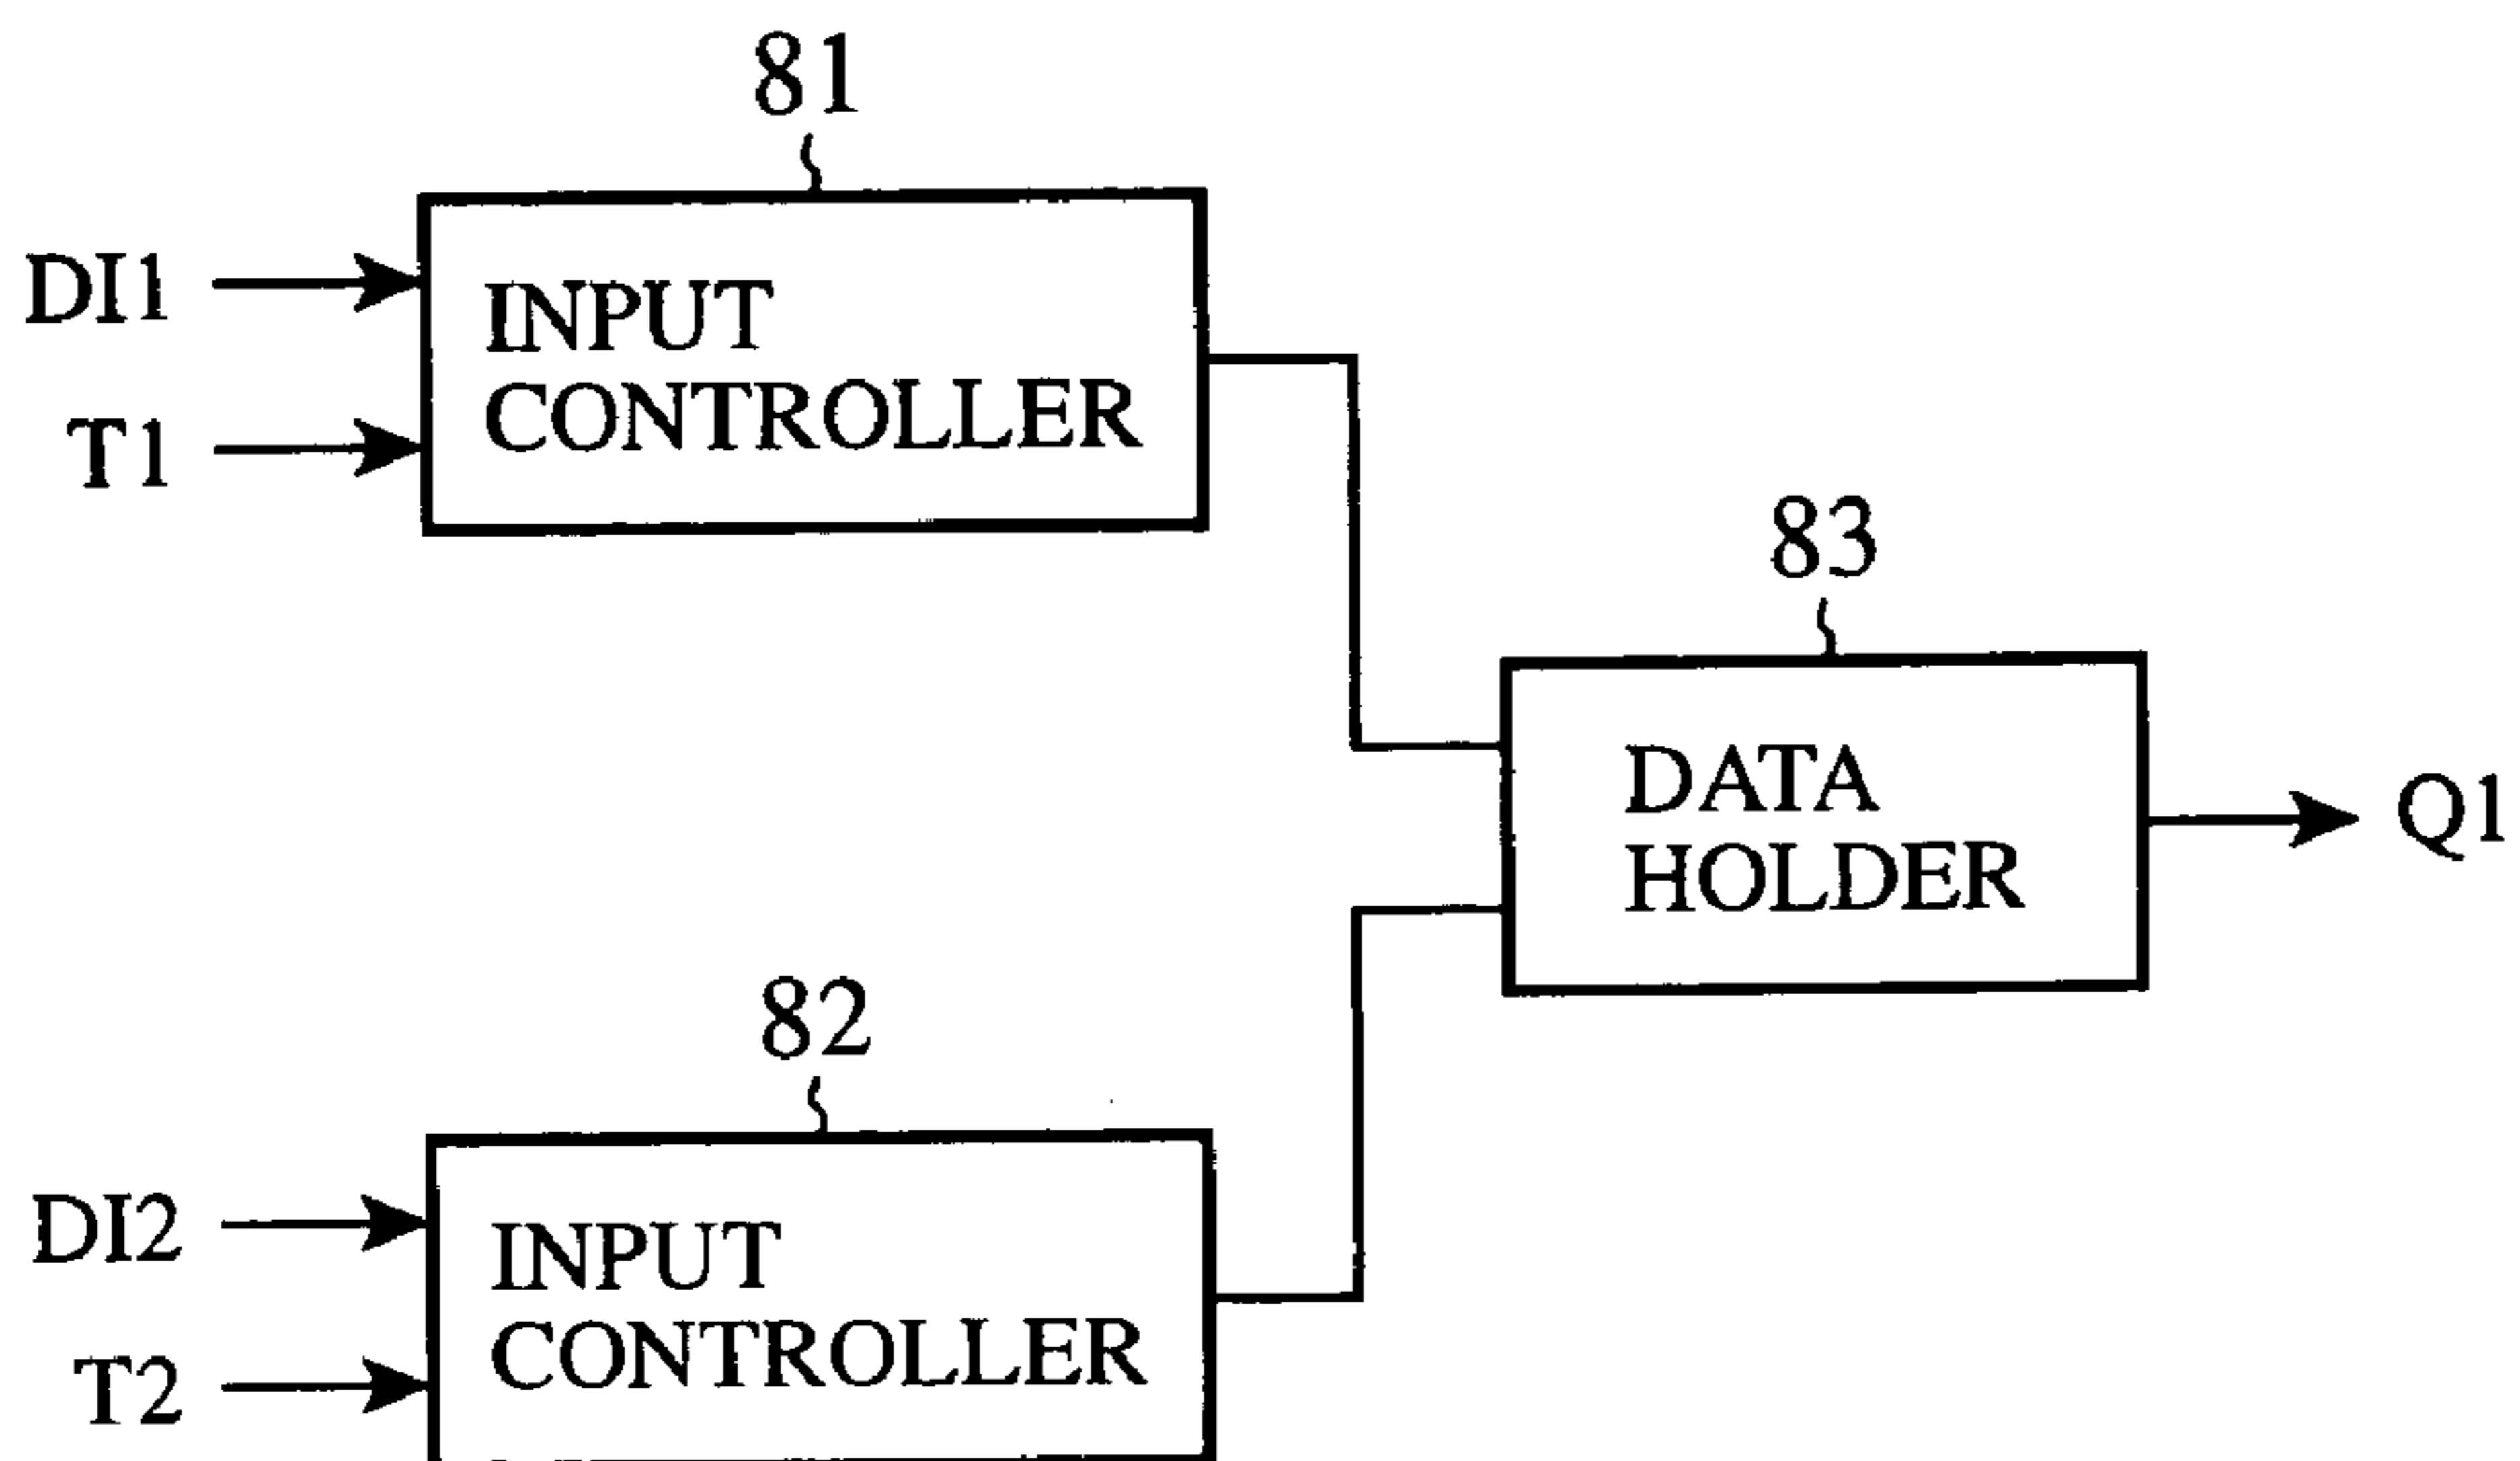 81
DI1
INPUT
CONTROLLER
T1
83
DATA
HOLDER
Q1
82
DI2
INPUT
CONTROLLER
T2